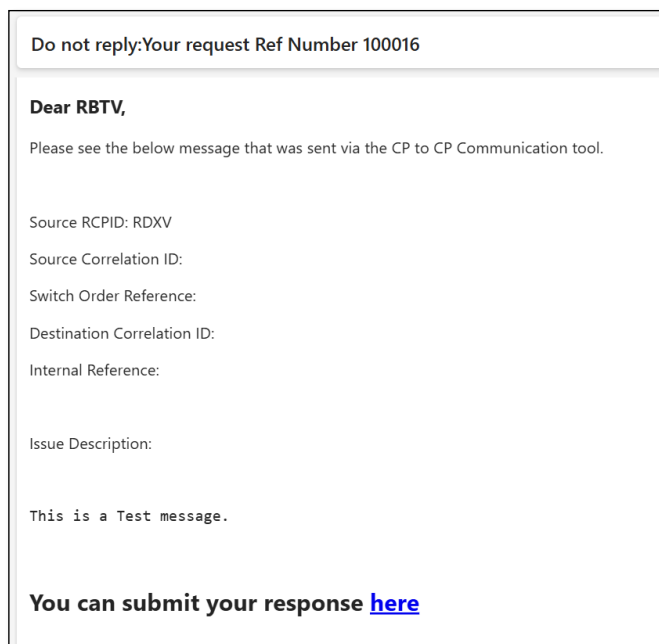 Do not reply:Your request Ref Number 100016
Dear RBTV,
Please see the below message that was sent via the CP to CP Communication tool.
Source RCPID: RDXV
Source Correlation ID:
Switch Order Reference:
Destination Correlation ID:
Internal Reference:
Issue Description:
This is a Test message.
You can submit your response here